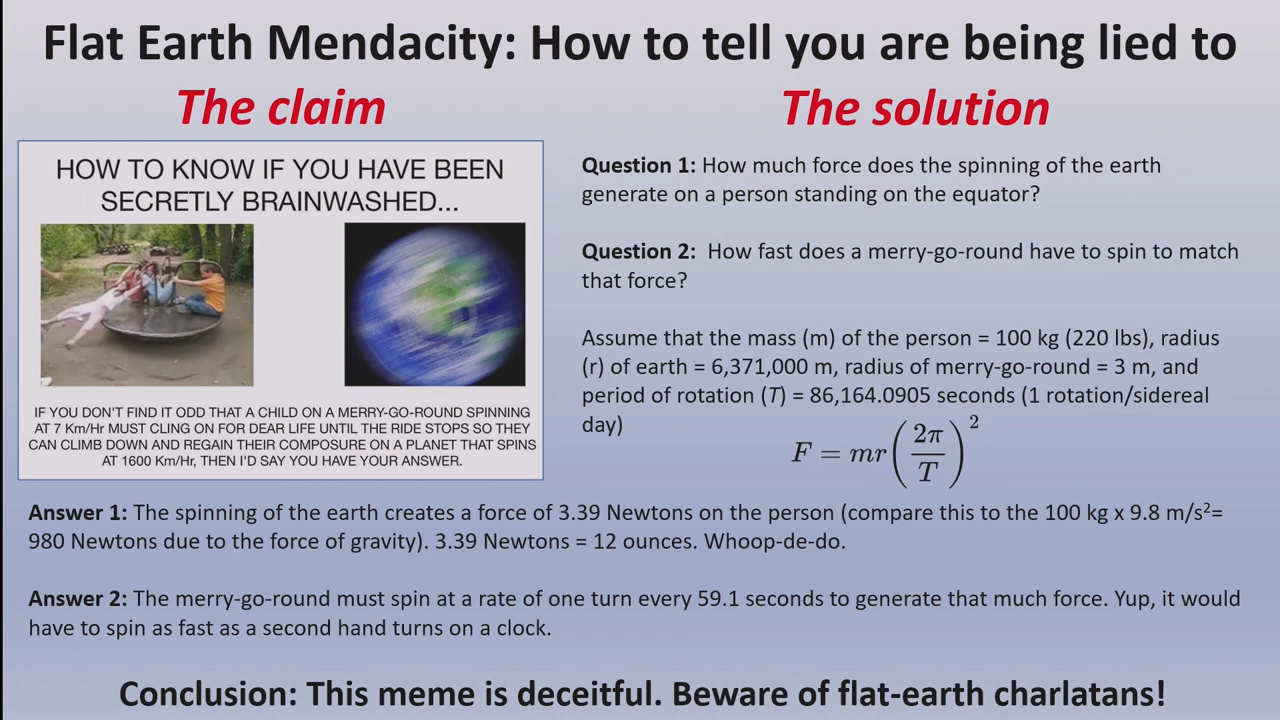 Flat Earth Mendacity: How to tell you are being lied to
The claim
HOW TO KNOW IF YOU HAVE BEEN
SECRETLY BRAINWASHED...
IF YOU DON'T FIND IT ODD THAT A CHILD ON A MERRY-GO-ROUND SPINNING
AT 7 Km/Hr MUST CLING ON FOR DEAR LIFE UNTIL THE RIDE STOPS SO THEY
CAN CLIMB DOWN AND REGAIN THEIR COMPOSURE ON A PLANET THAT SPINS
AT 1600 Km/Hr, THEN I'D SAY YOU HAVE YOUR ANSWER.
The solution
Question 1: How much force does the spinning of the earth
generate on a person standing on the equator?
Question 2: How fast does a merry-go-round have to spin to match
that force?
Assume that the mass (m) of the person = 100 kg (220 lbs), radius
(r) of earth = 6,371,000 m, radius of merry-go-round = 3 m, and
period of rotation (T) = 86,164.0905 seconds (1 rotation/sidereal
day)
F = mr(2π/T)²
Answer 1: The spinning of the earth creates a force of 3.39 Newtons on the person (compare this to the 100 kg x 9.8 m/s²=
980 Newtons due to the force of gravity). 3.39 Newtons = 12 ounces. Whoop-de-do.
Answer 2: The merry-go-round must spin at a rate of one turn every 59.1 seconds to generate that much force. Yup, it would
have to spin as fast as a second hand turns on a clock.
Conclusion: This meme is deceitful. Beware of flat-earth charlatans!